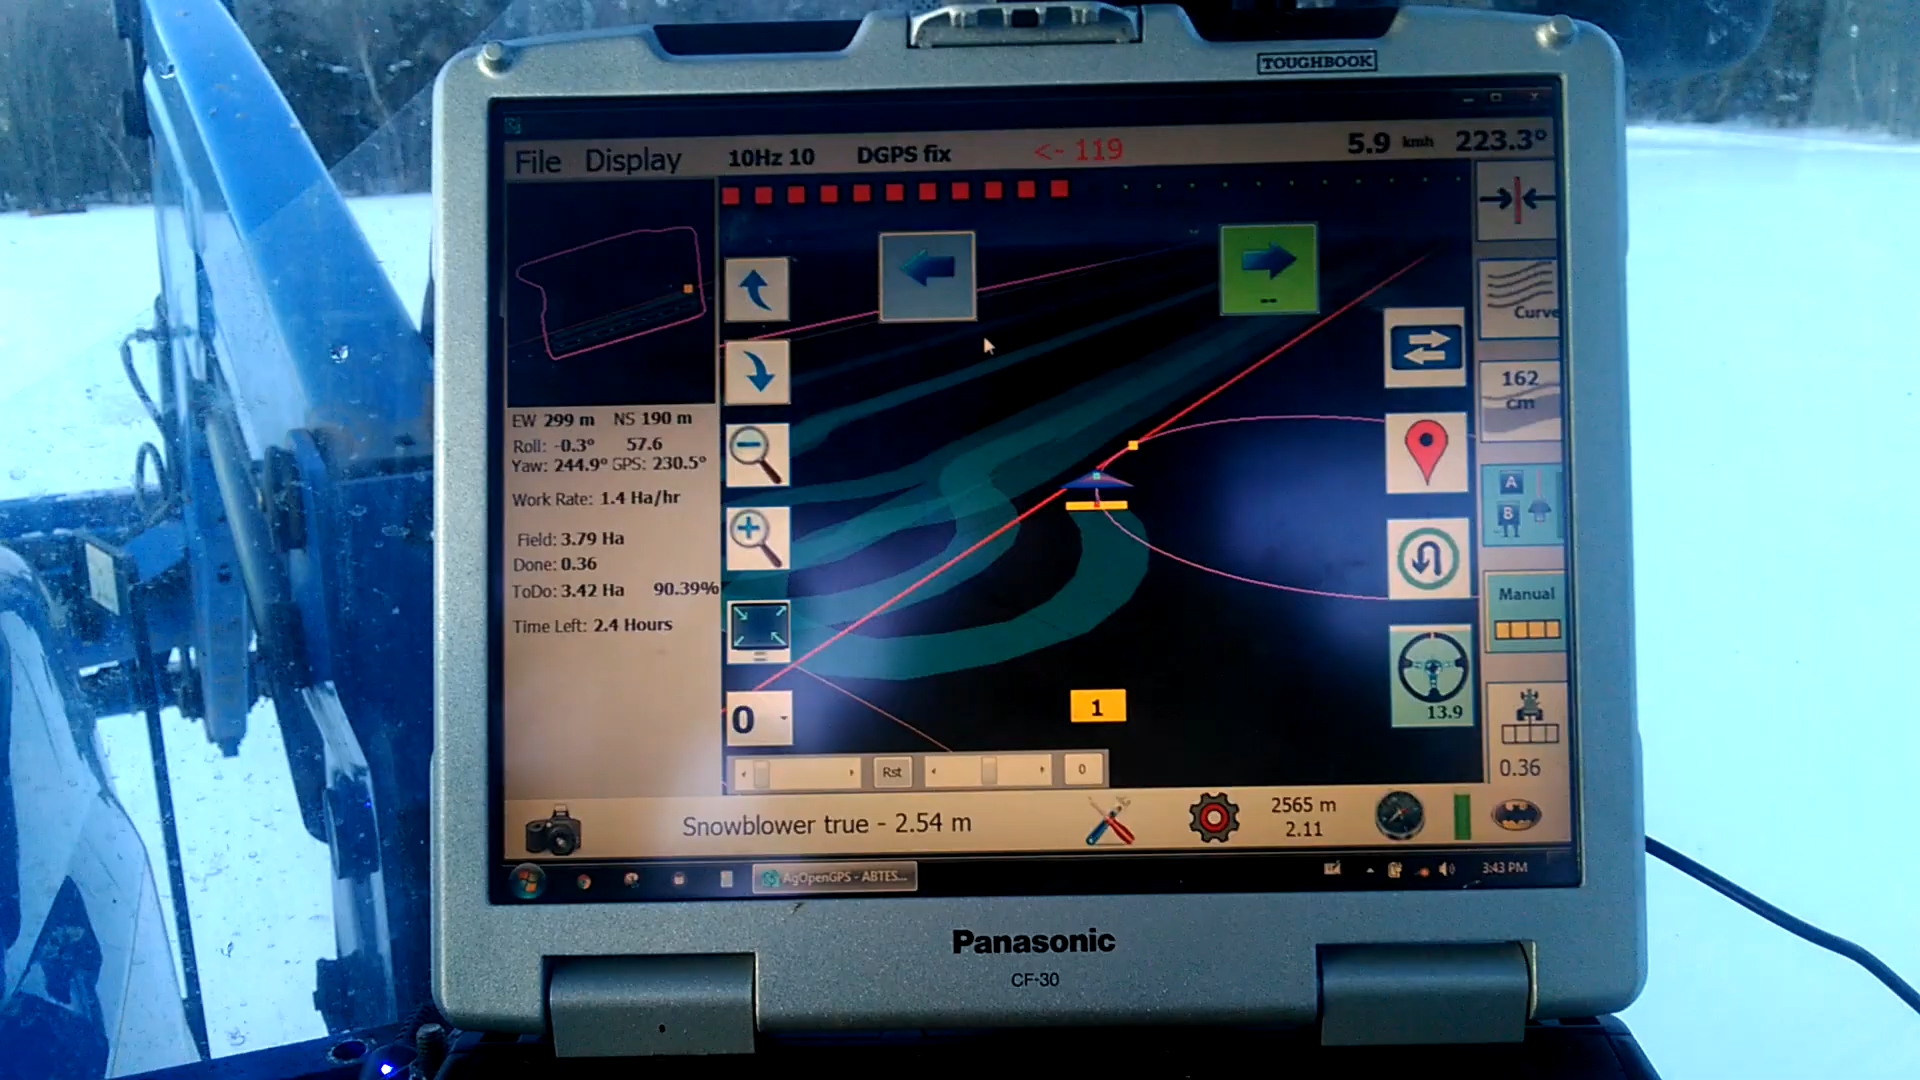 TOUGHBOOK
File Display 10Hz 10 DGPS fix <- 119 5.9 kmh 223.3°
EW 299 m NS 190 m
Roll: -0.3° 57.6
Yaw: 244.9° GPS: 230.5°
Work Rate: 1.4 Ha/hr
Field: 3.79 Ha
Done: 0.36
ToDo: 3.42 Ha 90.39%
Time Left: 2.4 Hours
0
Rst
0
1
--
Curve
162
cm
A
B
Manual
13.9
0.36
Snowblower true - 2.54 m
2565 m
2.11
AgOpenGPS - ABTES...
3:43 PM
Panasonic
CF-30